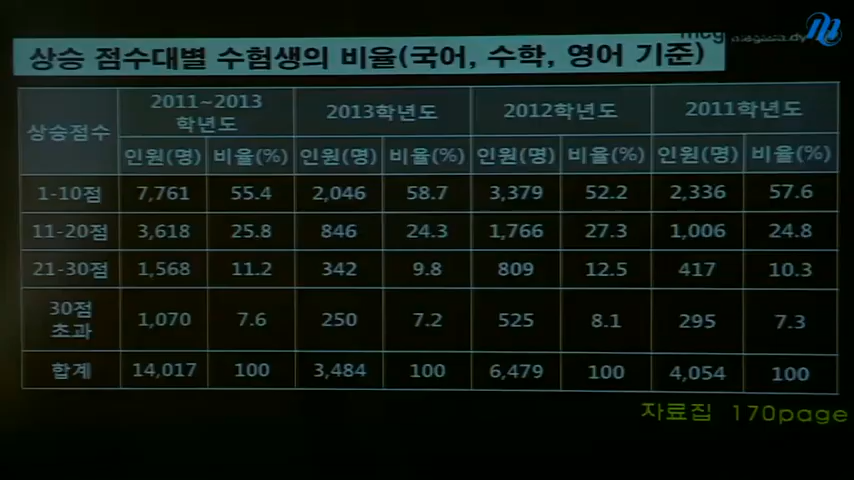 상승 점수대별 수험생의 비율(국어, 수학, 영어 기준)
상승점수 2011~2013 학년도 2013학년도 2012학년도 2011학년도
인원(명) 비율(%) 인원(명) 비율(%) 인원(명) 비율(%) 인원(명) 비율(%)
1-10점 7,761 55.4 2,046 58.7 3,379 52.2 2,336 57.6
11-20점 3,618 25.8 846 24.3 1,766 27.3 1,006 24.8
21-30점 1,568 11.2 342 9.8 809 12.5 417 10.3
30점 초과 1,070 7.6 250 7.2 525 8.1 295 7.3
합계 14,017 100 3,484 100 6,479 100 4,054 100
자료집 170page